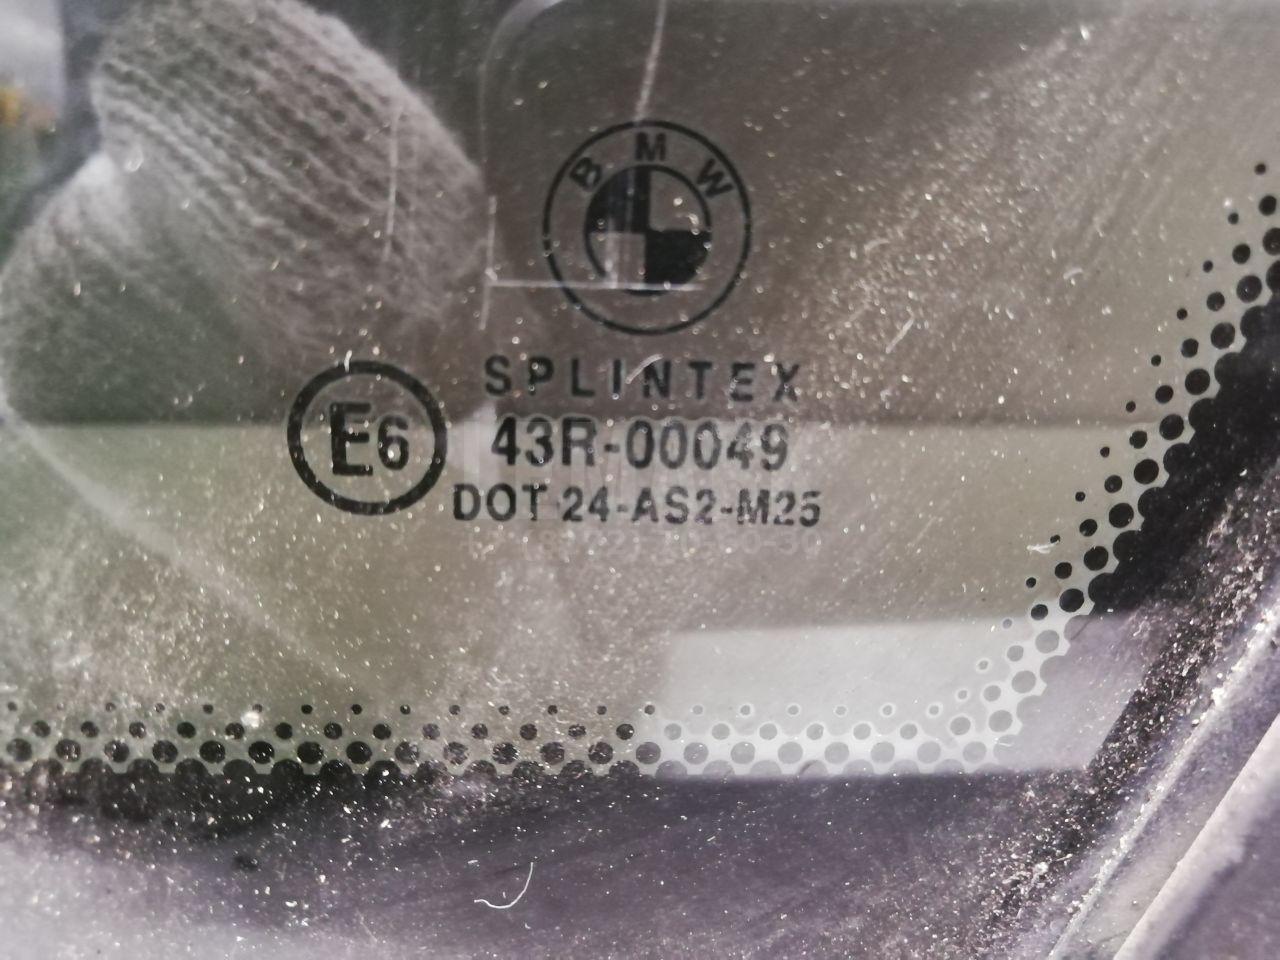 BMW
SPLINTEX
E6
43R-00049
DOT 24-AS2-M25